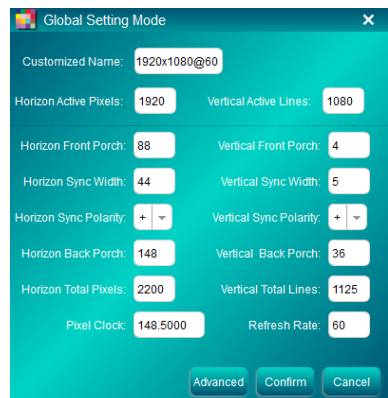 Global Setting Mode ×
Customized Name: 1920x1080@60
Horizon Active Pixels: 1920 Vertical Active Lines: 1080
Horizon Front Porch: 88 Vertical Front Porch: 4
Horizon Sync Width: 44 Vertical Sync Width: 5
Horizon Sync Polarity: + Vertical Sync Polarity: +
Horizon Back Porch: 148 Vertical Back Porch: 36
Horizon Total Pixels: 2200 Vertical Total Lines: 1125
Pixel Clock: 148.5000 Refresh Rate: 60
Advanced Confirm Cancel